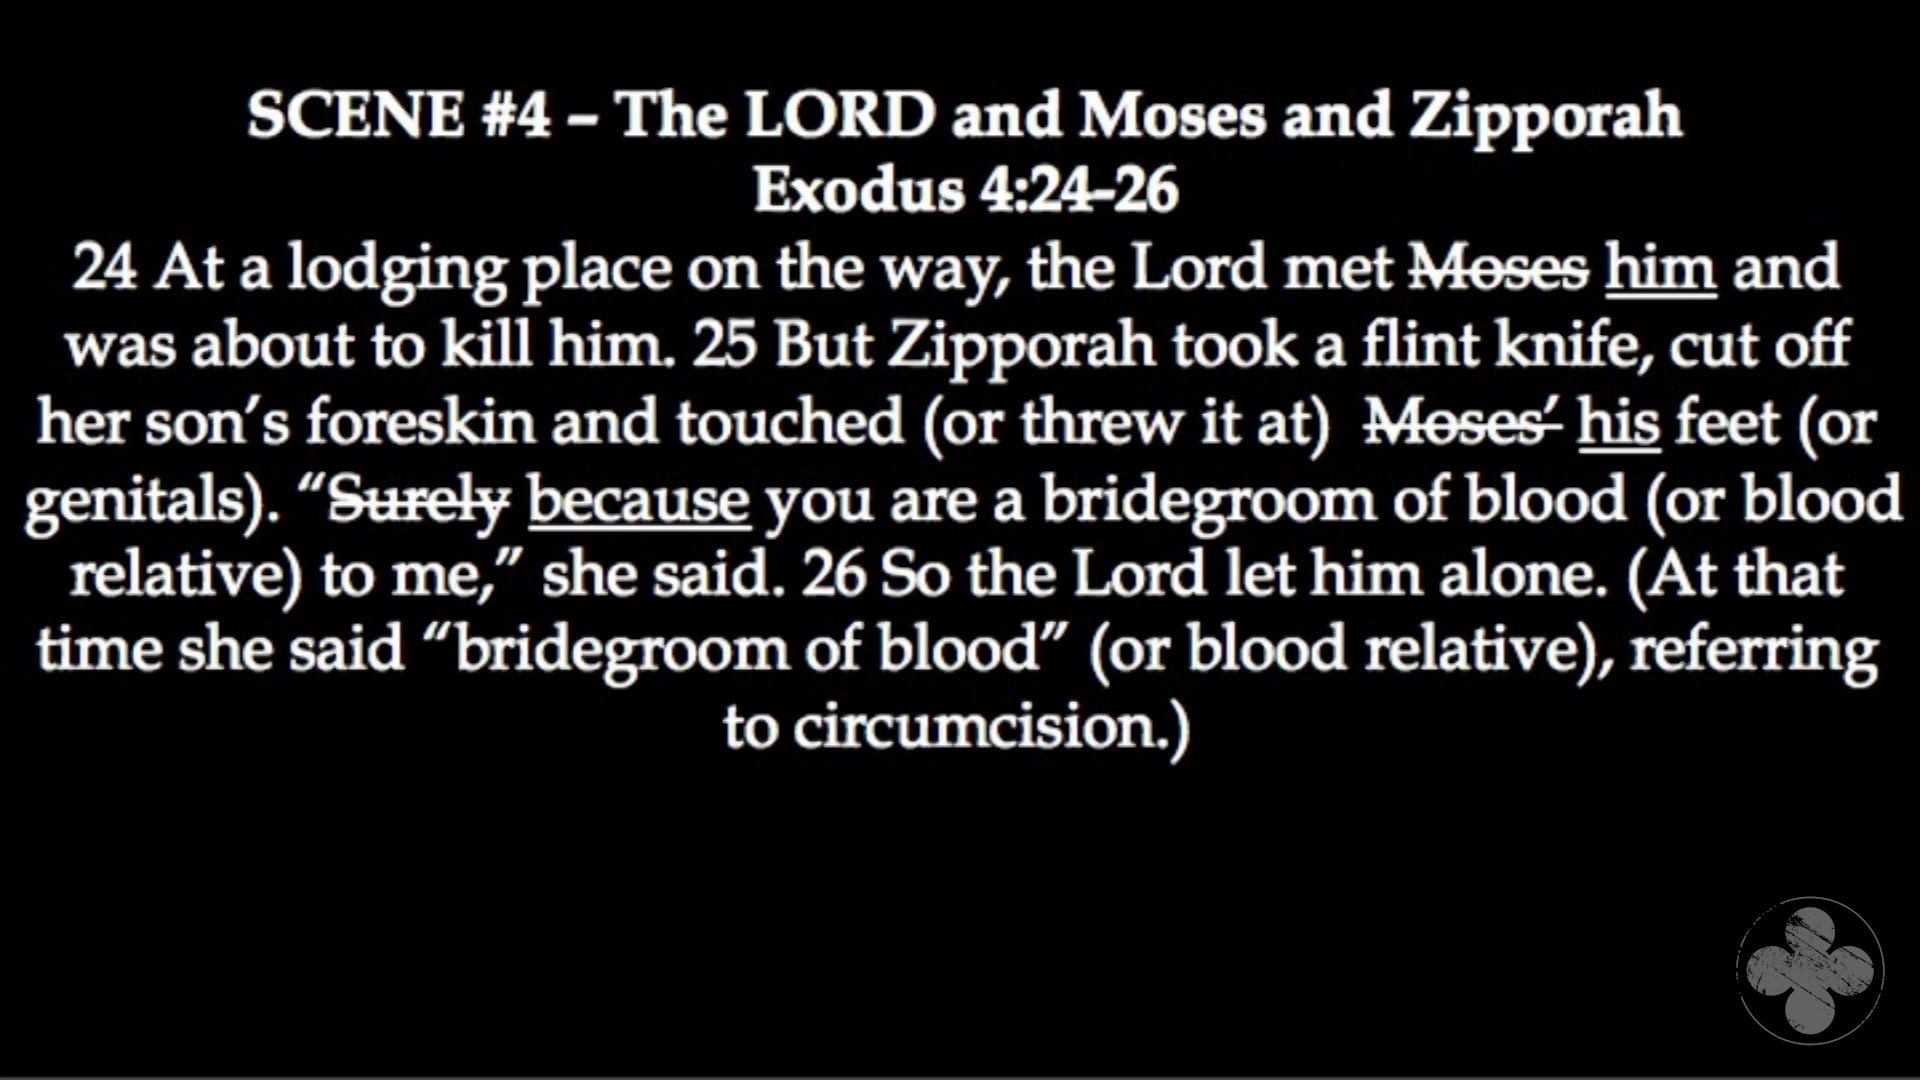 SCENE #4 – The LORD and Moses and Zipporah
Exodus 4:24-26
24 At a lodging place on the way, the Lord met Moses him and
was about to kill him. 25 But Zipporah took a flint knife, cut off
her son’s foreskin and touched (or threw it at) Moses’ his feet (or
genitals). “Surely because you are a bridegroom of blood (or blood
relative) to me,” she said. 26 So the Lord let him alone. (At that
time she said “bridegroom of blood” (or blood relative), referring
to circumcision.)